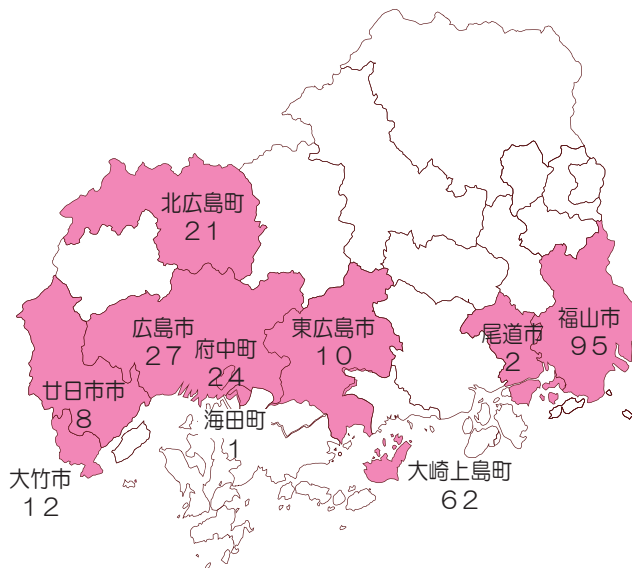 北広島町
２１
広島市
２７
府中町
２４
東広島市
１０
尾道市
２
福山市
９５
廿日市市
８
海田町
１
大竹市
１２
大崎上島町
６２